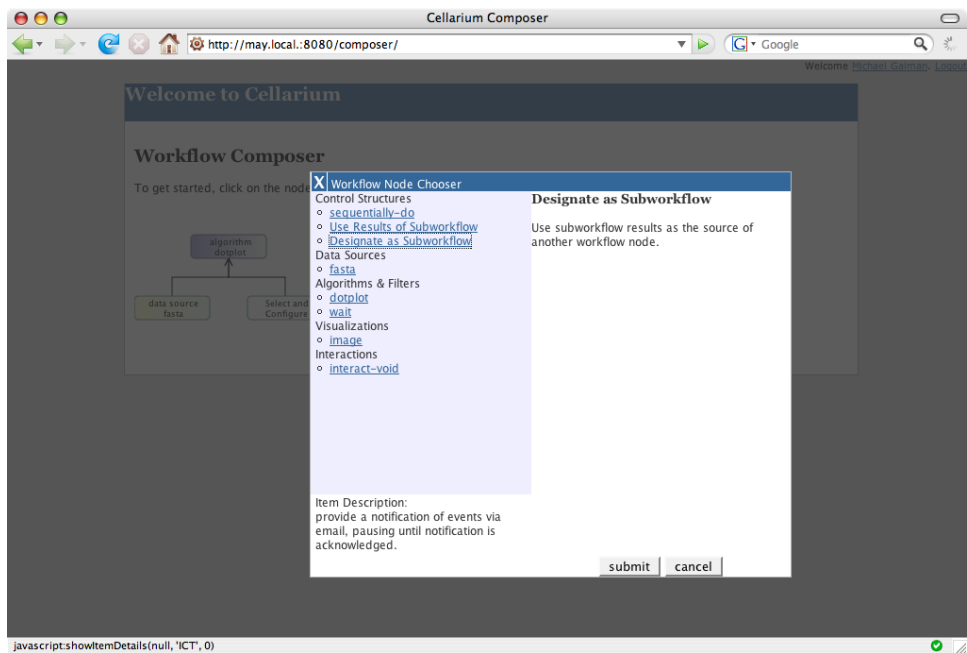 Cellarium Composer
http://may.local.:8080/composer/
Google
Welcome Michael Galman. Logout
Welcome to Cellarium
Workflow Composer
To get started, click on the node
algorithm
dotplot
data source
fasta
Select and
Configure
X Workflow Node Chooser
Control Structures
sequentially-do
Use Results of Subworkflow
Designate as Subworkflow
Data Sources
fasta
Algorithms & Filters
dotplot
wait
Visualizations
image
Interactions
interact-void
Designate as Subworkflow
Use subworkflow results as the source of
another workflow node.
Item Description:
provide a notification of events via
email, pausing until notification is
acknowledged.
submit
cancel
javascript:showItemDetails(null, 'ICT', 0)